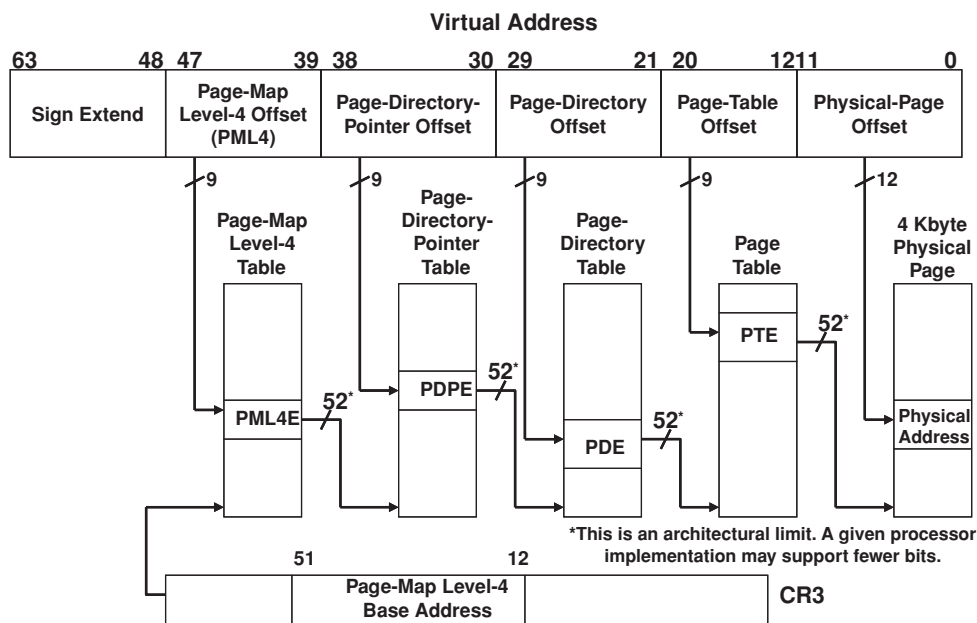 Virtual Address
63 48 47 39 38 30 29 21 20 12 11 0
Sign Extend
Page-Map
Level-4 Offset
(PML4)
Page-Directory-
Pointer Offset
Page-Directory
Offset
Page-Table
Offset
Physical-Page
Offset
9 9 9 9 12
Page-Map
Level-4
Table
Page-
Directory-
Pointer
Table
Page-
Directory
Table
Page
Table
4 Kbyte
Physical
Page
PML4E
52*
PDPE
52*
PDE
52*
PTE
52*
Physical
Address
*This is an architectural limit. A given processor
implementation may support fewer bits.
51 12
Page-Map Level-4
Base Address
CR3